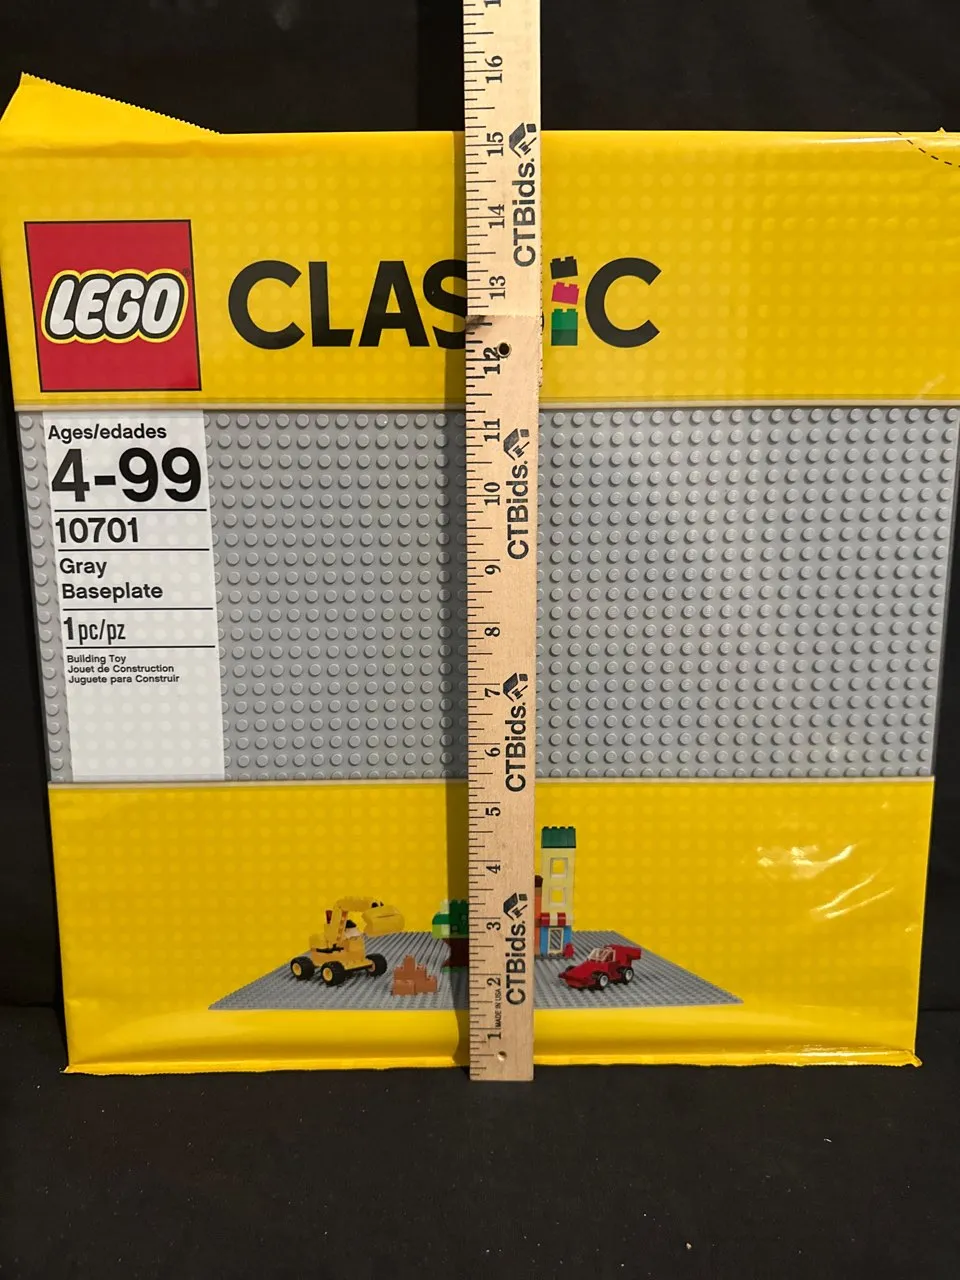 LEGO
CLASSIC
Ages/edades
4-99
10701
Gray
Baseplate
1pc/pz
Building Toy
Jouet de Construction
Juguete para Construir
16
15
14
13
12
11
10
9
8
7
6
5
4
3
2
1
CTBids.
CTBids.
CTBids.
CTBids.
MADE IN USA